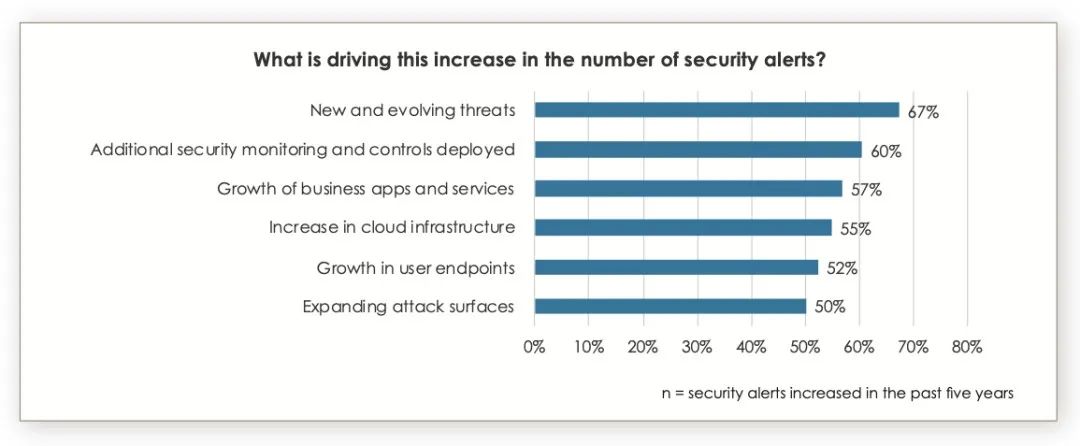 What is driving this increase in the number of security alerts?
New and evolving threats 67%
Additional security monitoring and controls deployed 60%
Growth of business apps and services 57%
Increase in cloud infrastructure 55%
Growth in user endpoints 52%
Expanding attack surfaces 50%
0% 10% 20% 30% 40% 50% 60% 70% 80%
n = security alerts increased in the past five years